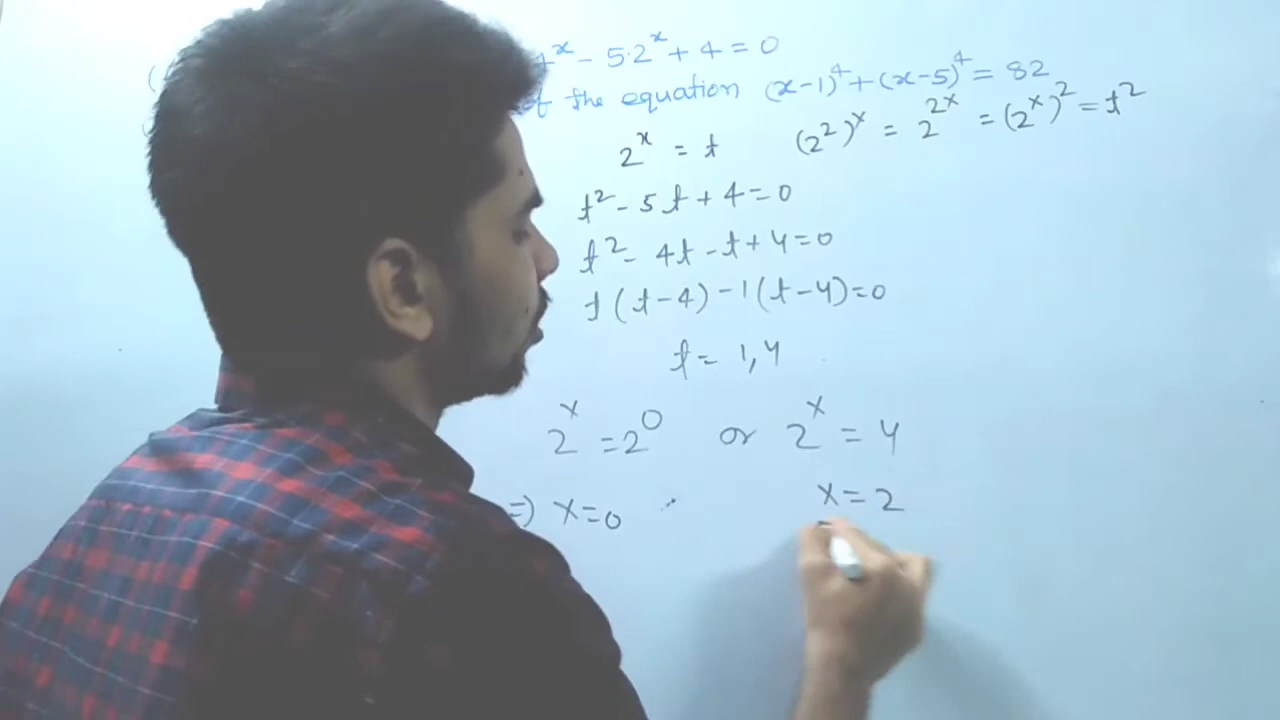 4^x - 5·2^x + 4 = 0
of the equation (x-1)^4 + (x-5)^4 = 82
2^x = t (2^2)^x = 2^{2x} = (2^x)^2 = t^2
t^2 - 5t + 4 = 0
t^2 - 4t - t + 4 = 0
t(t-4) - 1(t-4) = 0
t = 1, 4
2^x = 2^0 or 2^x = 4
=) x = 0 x = 2